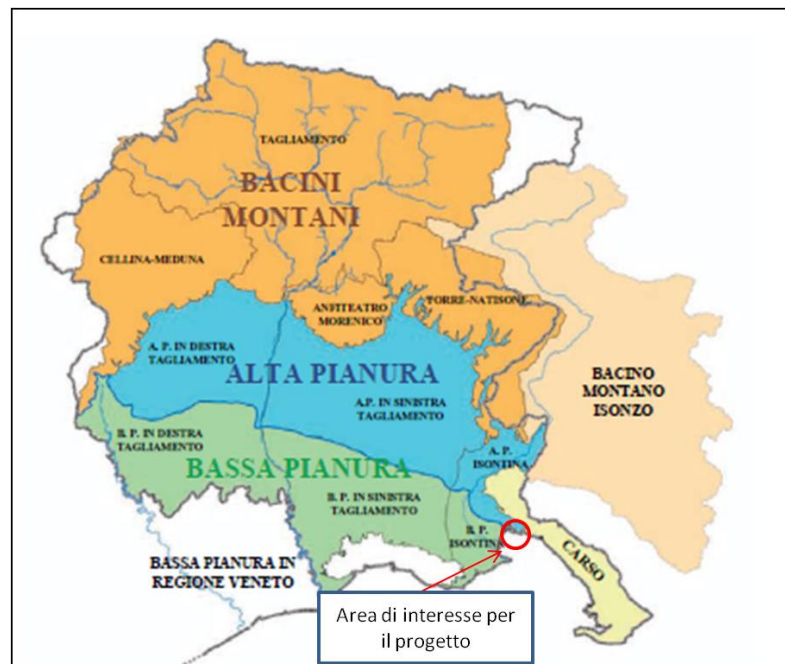 TAGLIAMENTO
BACINI
MONTANI
CELLINA-MEDUNA
ANFITEATRO
MORENICO
TORRE-NATISONE
A. P. IN DESTRA
TAGLIAMENTO
ALTA PIANURA
A.P. IN SINISTRA
TAGLIAMENTO
BACINO
MONTANO
ISONZO
B. P. IN DESTRA
TAGLIAMENTO
A. P.
ISONTINA
BASSA PIANURA
B. P. IN SINISTRA
TAGLIAMENTO
B. P.
ISONTINA
CARSO
BASSA PIANURA IN
REGIONE VENETO
Area di interesse per
il progetto